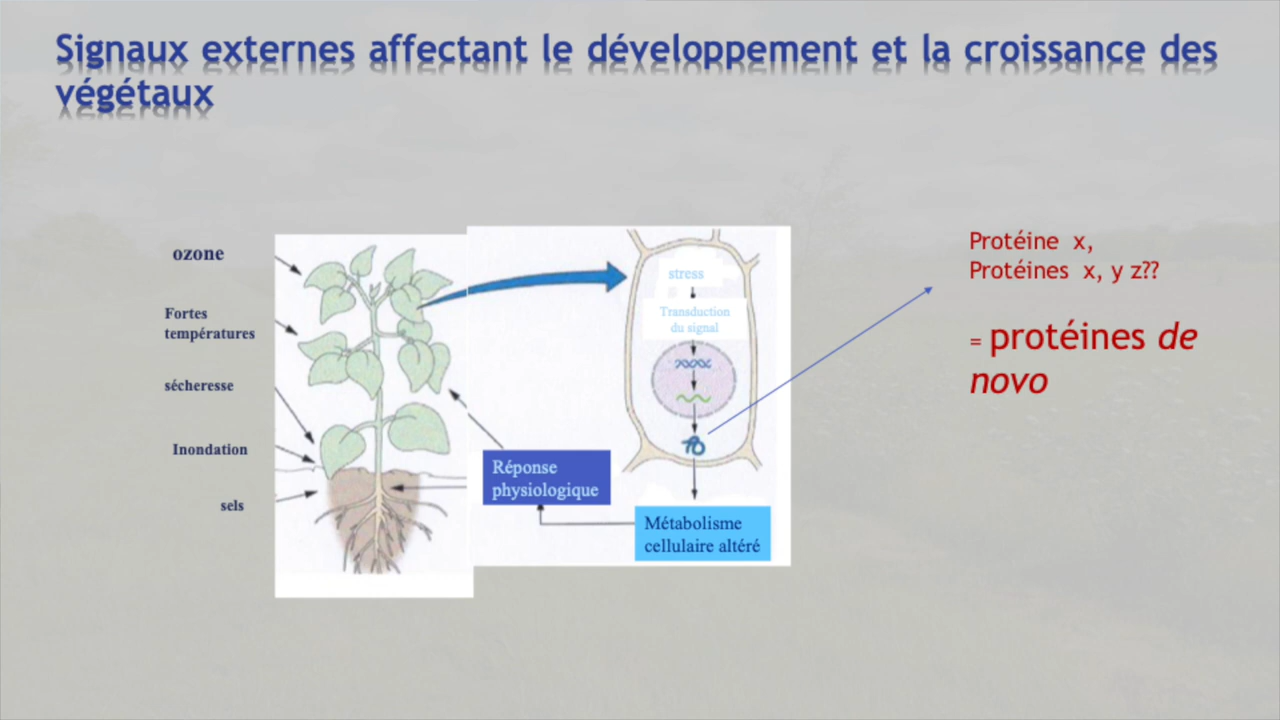 Signaux externes affectant le développement et la croissance des
végétaux
ozone
Fortes
températures
sécheresse
Inondation
sels
stress
Transduction
du signal
Réponse
physiologique
Métabolisme
cellulaire altéré
Protéine x,
Protéines x, y z??
= protéines de
novo